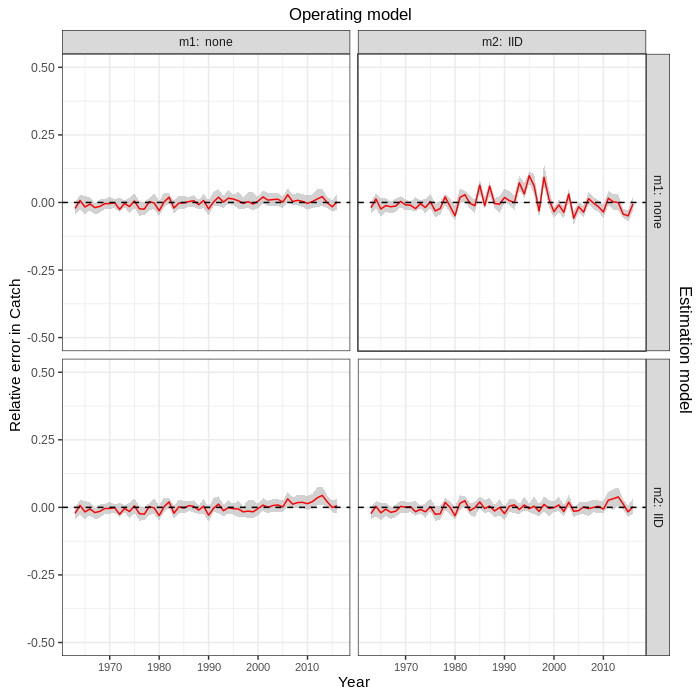 Operating model
m1: none
m2: IID
0.50
0.25
0.00
-0.25
-0.50
m1: none
0.50
0.25
0.00
-0.25
-0.50
m2: IID
Relative error in Catch
Estimation model
1970 1980 1990 2000 2010
1970 1980 1990 2000 2010
Year